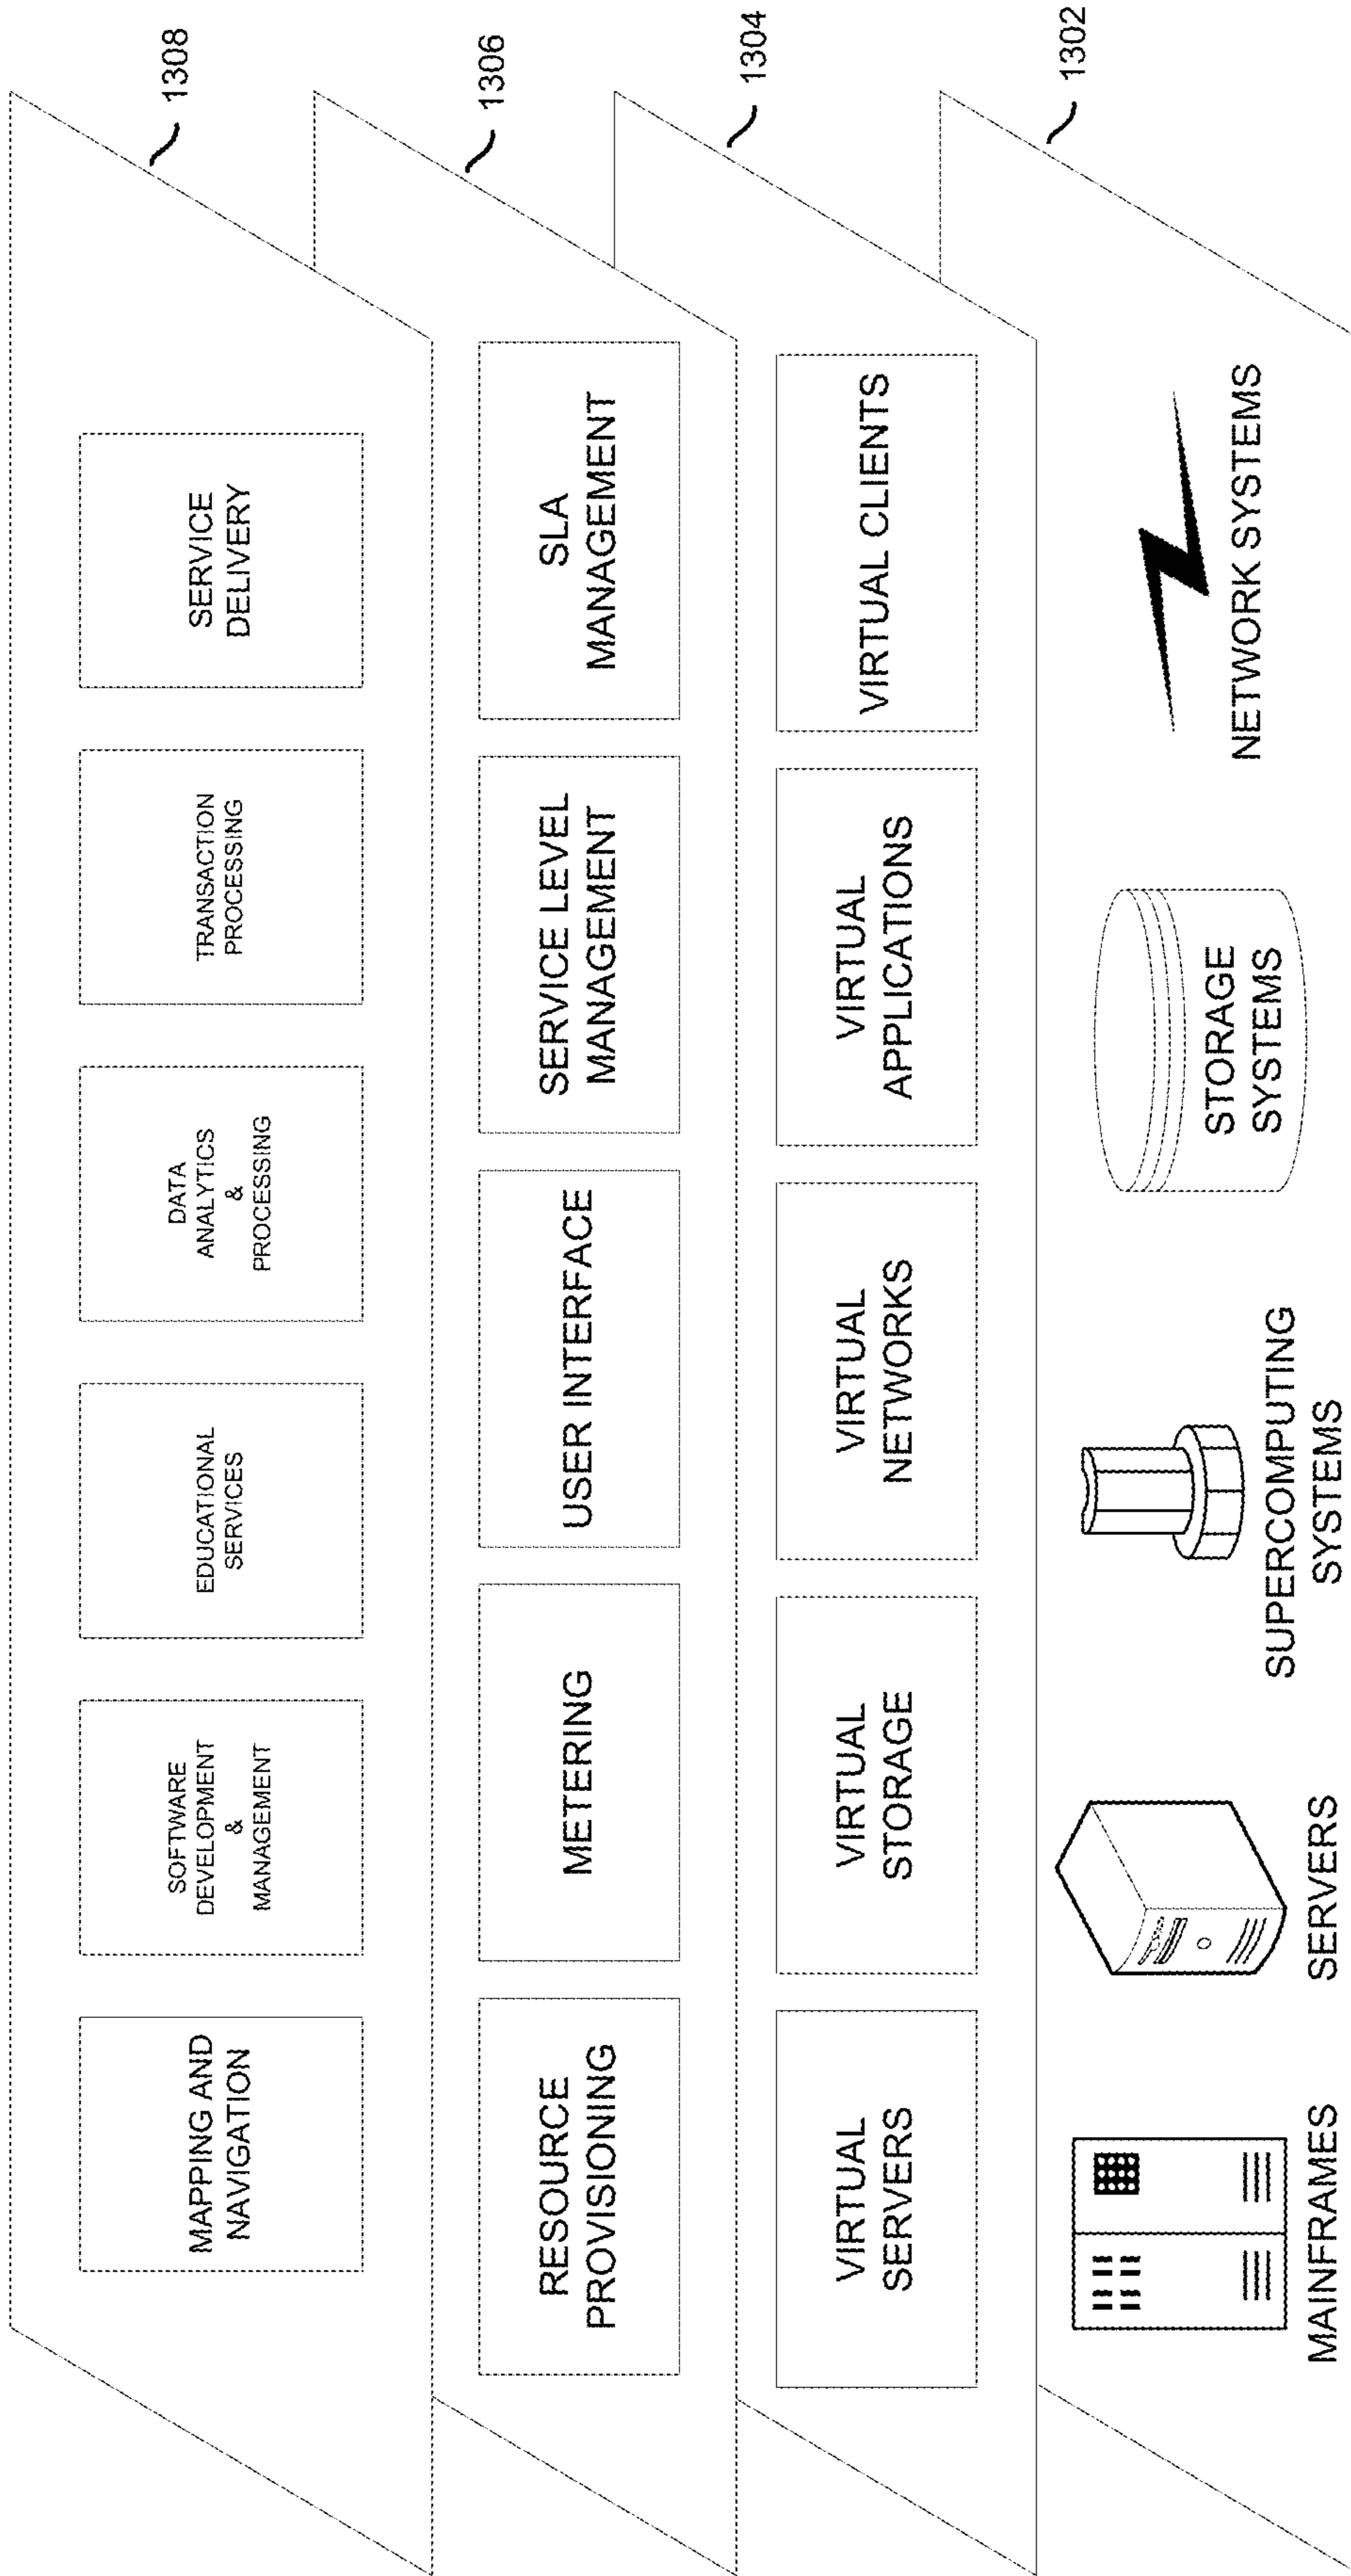 1308
MAPPING AND
NAVIGATION
SOFTWARE
DEVELOPMENT
&
MANAGEMENT
EDUCATIONAL
SERVICES
DATA
ANALYTICS
&
PROCESSING
TRANSACTION
PROCESSING
SERVICE
DELIVERY
1306
RESOURCE
PROVISIONING
METERING
USER INTERFACE
SERVICE LEVEL
MANAGEMENT
SLA
MANAGEMENT
1304
VIRTUAL
SERVERS
VIRTUAL
STORAGE
VIRTUAL
NETWORKS
VIRTUAL
APPLICATIONS
VIRTUAL CLIENTS
1302
MAINFRAMES
SERVERS
SUPERCOMPUTING
SYSTEMS
STORAGE
SYSTEMS
NETWORK SYSTEMS